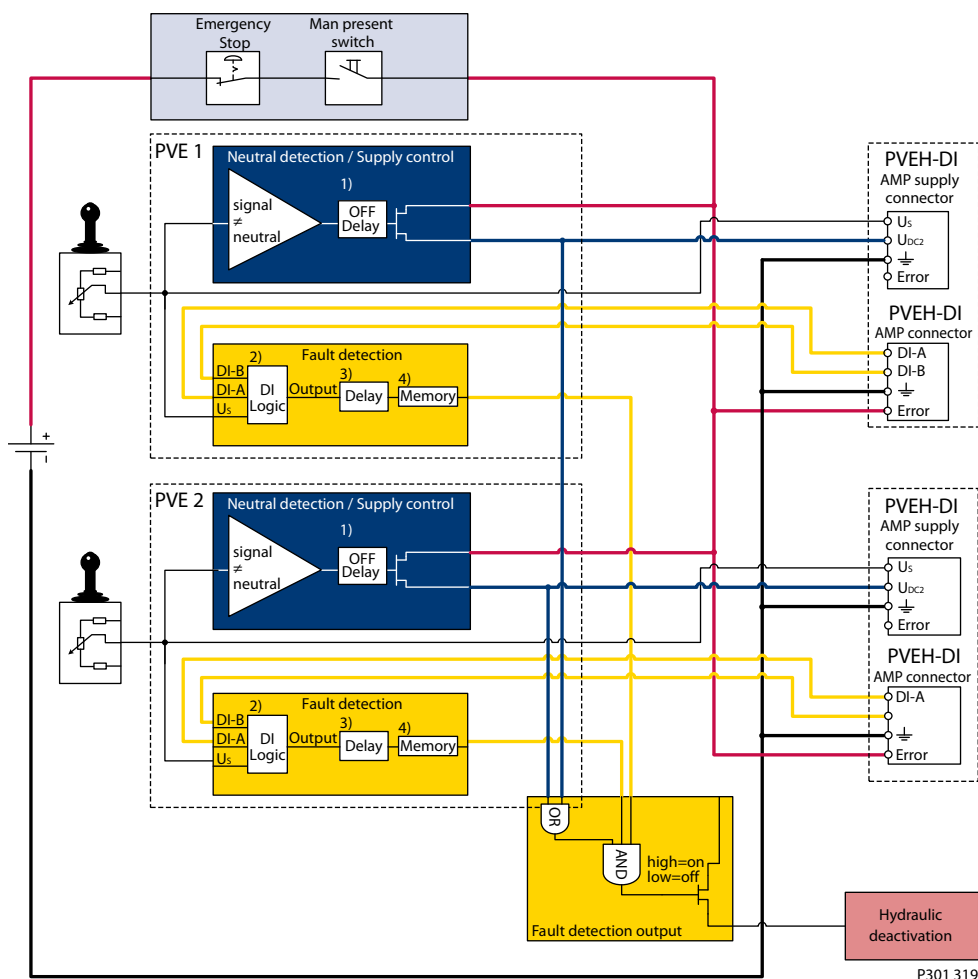 Emergency
Stop
Man present
switch
PVE 1
Neutral detection / Supply control
1)
signal
≠
neutral
OFF
Delay
PVEH-DI
AMP supply
connector
Us
UDC2
Error
PVEH-DI
AMP connector
DI-A
DI-B
Error
Fault detection
2)
3)
4)
DI-B
DI-A
Us
DI
Logic
Output
Delay
Memory
+
–
PVE 2
Neutral detection / Supply control
1)
signal
≠
neutral
OFF
Delay
PVEH-DI
AMP supply
connector
Us
UDC2
Error
PVEH-DI
AMP connector
DI-A
Error
Fault detection
2)
3)
4)
DI-B
DI-A
Us
DI
Logic
Output
Delay
Memory
OR
AND
high=on
low=off
Fault detection output
Hydraulic
deactivation
P301 319